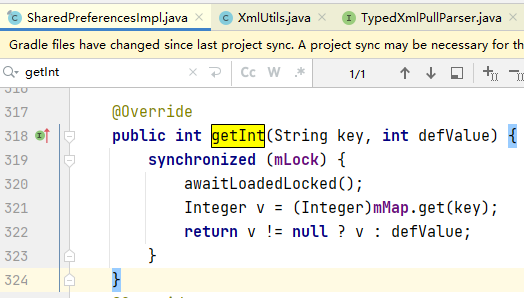 SharedPreferencesImpl.java XmlUtils.java TypedXmlPullParser.java
Gradle files have changed since last project sync. A project sync may be necessary for th
getInt Cc W .* 1/1
317 @Override
318 public int getInt(String key, int defValue) {
319 synchronized (mLock) {
320 awaitLoadedLocked();
321 Integer v = (Integer)mMap.get(key);
322 return v != null ? v : defValue;
323 }
324 }